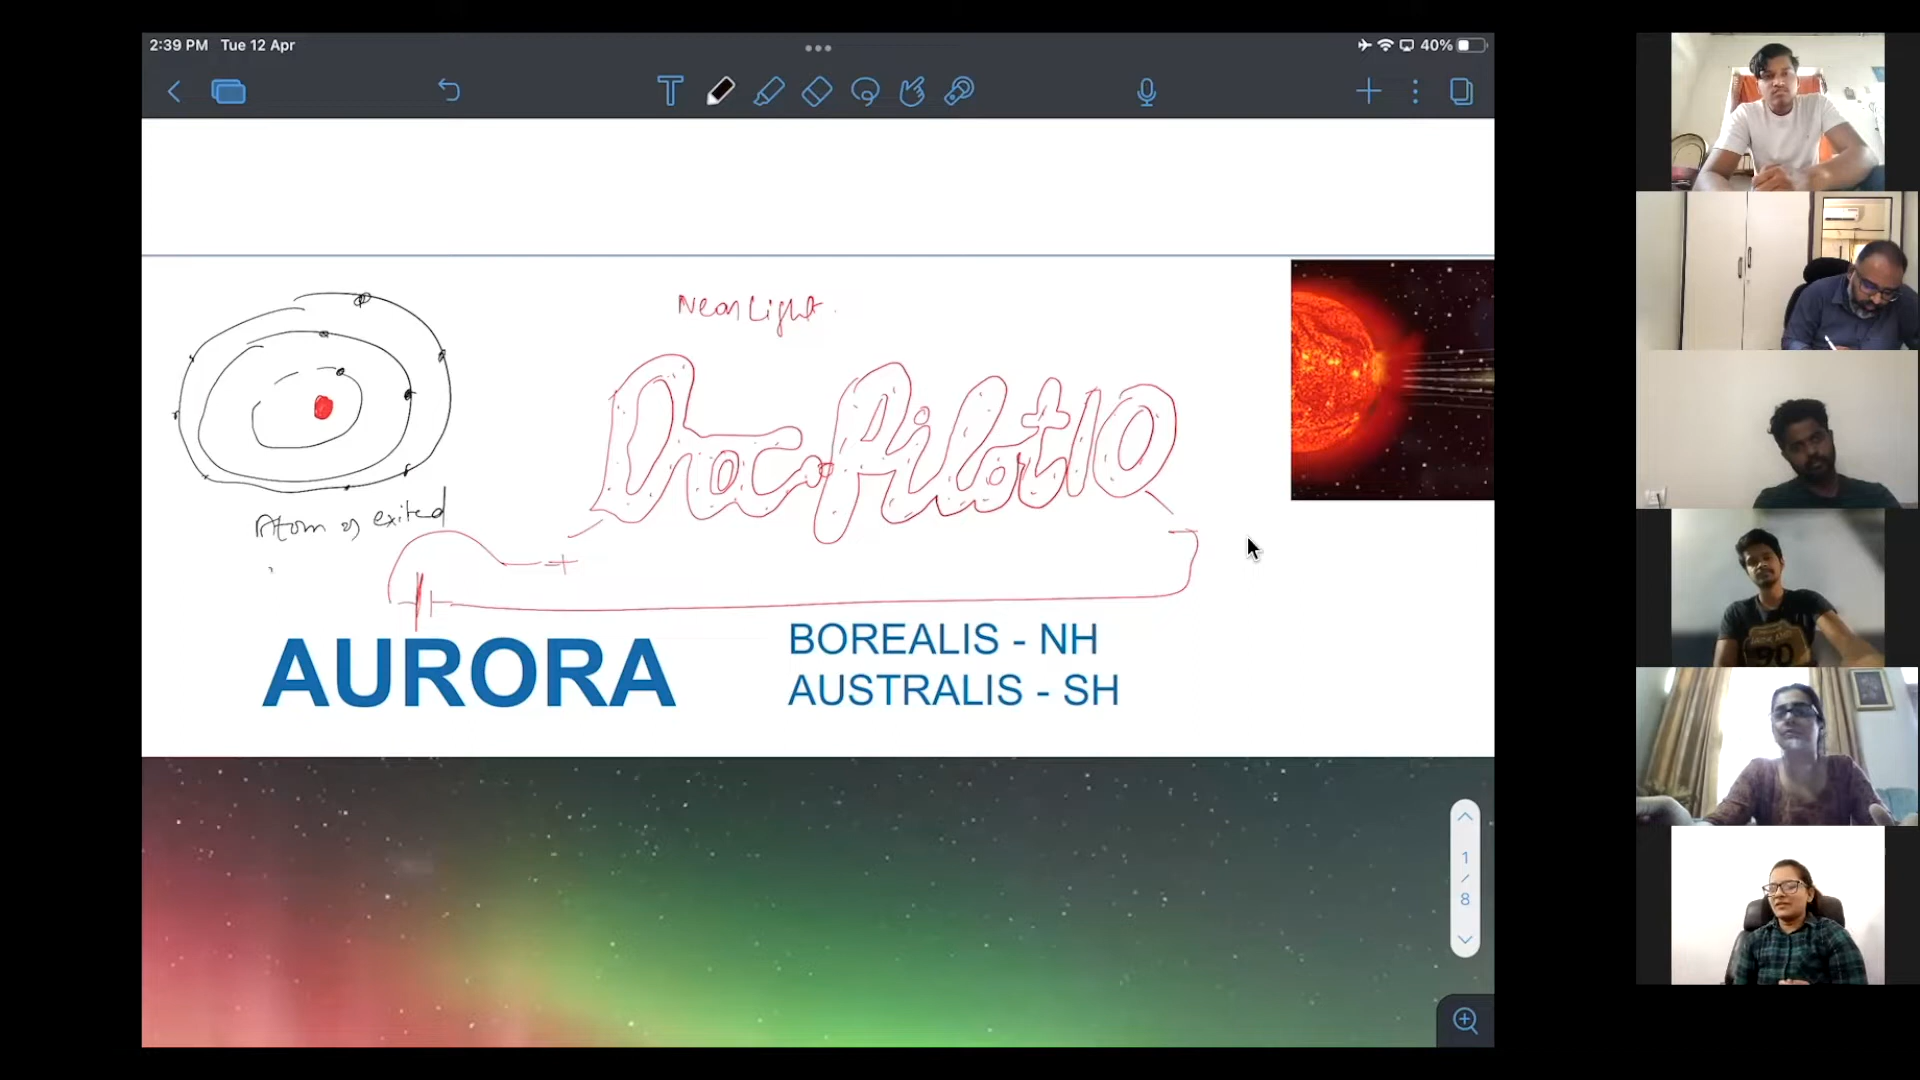 2:39 PM Tue 12 Apr
40%
Neon Light
Atom is exited
+
AURORA
BOREALIS - NH
AUSTRALIS - SH
1
/
8
90